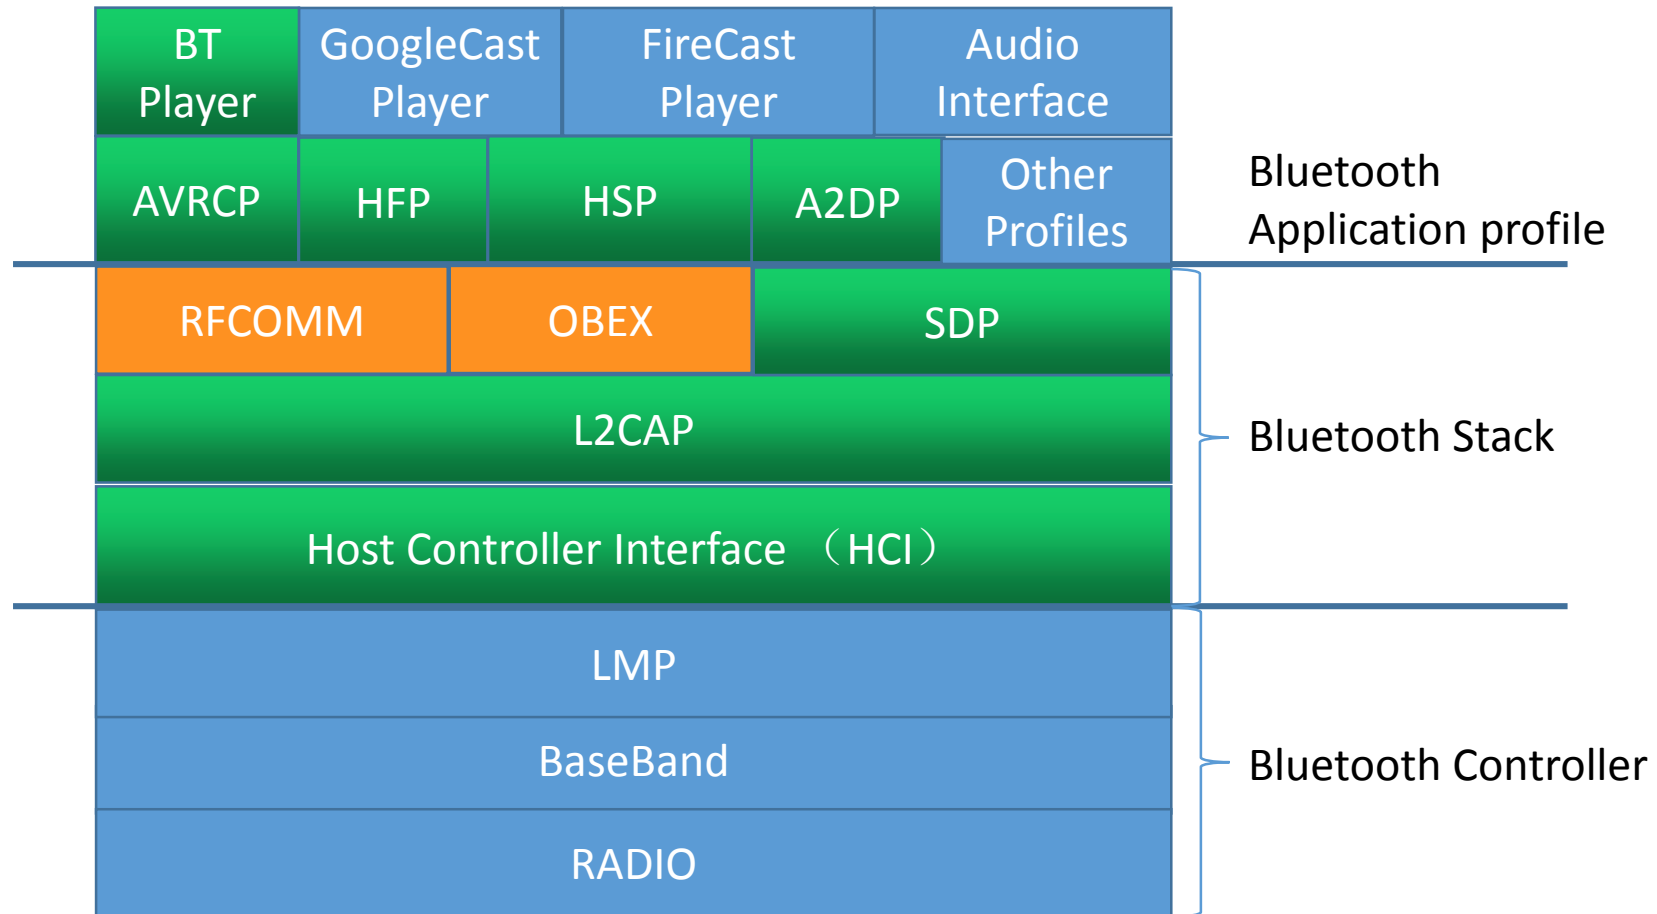 BT
Player
GoogleCast
Player
FireCast
Player
Audio
Interface
AVRCP
HFP
HSP
A2DP
Other
Profiles
Bluetooth
Application profile
RFCOMM
OBEX
SDP
L2CAP
Bluetooth Stack
Host Controller Interface （HCI）
LMP
BaseBand
Bluetooth Controller
RADIO